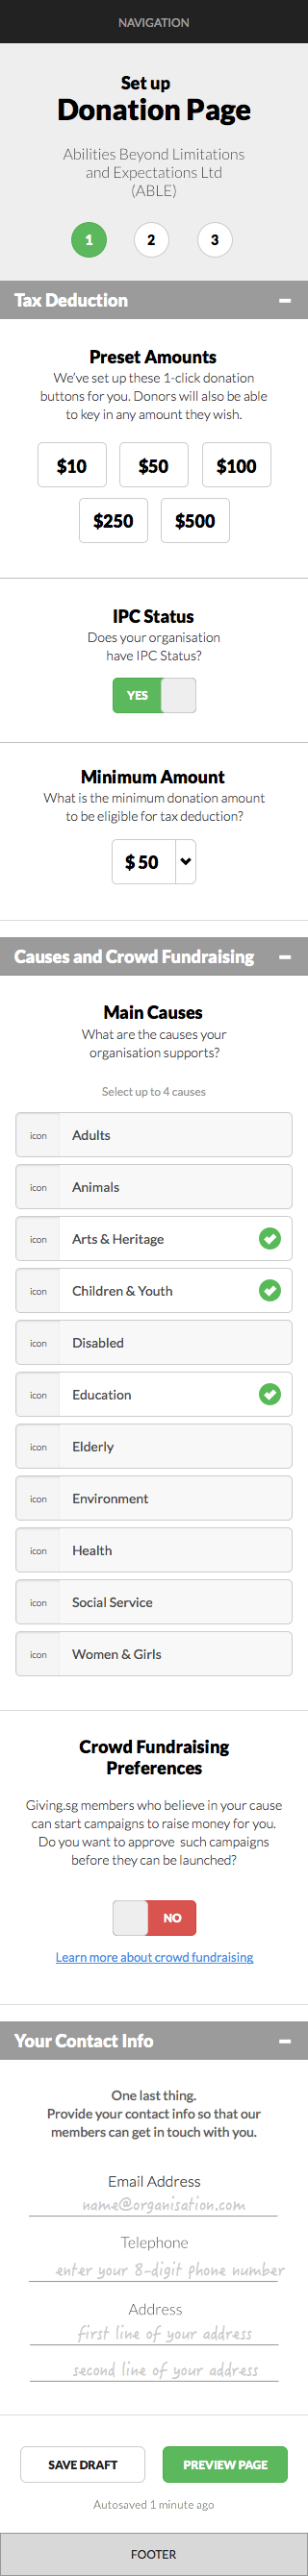 NAVIGATION
Set up
Donation Page
Abilities Beyond Limitations
and Expectations Ltd
(ABLE)
1 2 3
Tax Deduction
Preset Amounts
We've set up these 1-click donation
buttons for you. Donors will also be able
to key in any amount they wish.
$10 $50 $100
$250 $500
IPC Status
Does your organisation
have IPC Status?
YES
Minimum Amount
What is the minimum donation amount
to be eligible for tax deduction?
$ 50
Causes and Crowd Fundraising
Main Causes
What are the causes your
organisation supports?
Select up to 4 causes
icon Adults
icon Animals
icon Arts & Heritage
icon Children & Youth
icon Disabled
icon Education
icon Elderly
icon Environment
icon Health
icon Social Service
icon Women & Girls
Crowd Fundraising
Preferences
Giving.sg members who believe in your cause
can start campaigns to raise money for you.
Do you want to approve such campaigns
before they can be launched?
NO
Learn more about crowd fundraising
Your Contact Info
One last thing.
Provide your contact info so that our
members can get in touch with you.
Email Address
name@organisation.com
Telephone
enter your 8-digit phone number
Address
first line of your address
second line of your address
SAVE DRAFT PREVIEW PAGE
Autosaved 1 minute ago
FOOTER